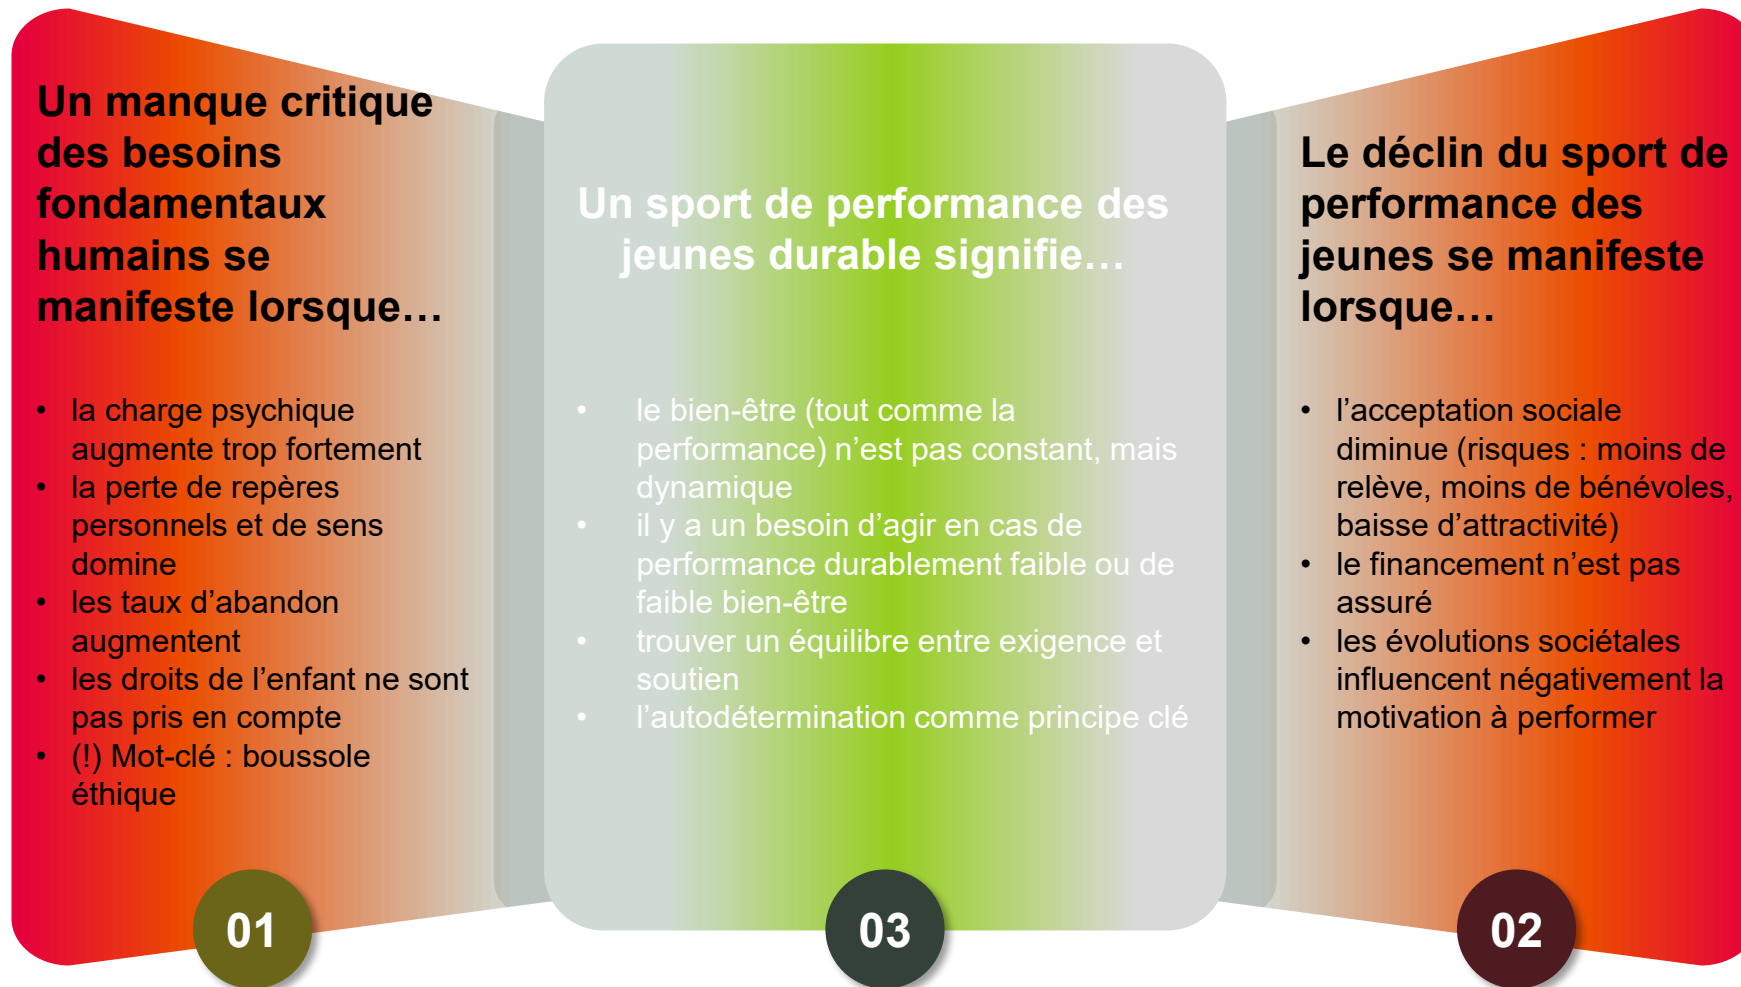 Un manque critique
des besoins
fondamentaux
humains se
manifeste lorsque…
• la charge psychique
augmente trop fortement
• la perte de repères
personnels et de sens
domine
• les taux d’abandon
augmentent
• les droits de l’enfant ne sont
pas pris en compte
• (!) Mot-clé : boussole
éthique
01
Un sport de performance des
jeunes durable signifie…
• le bien-être (tout comme la
performance) n’est pas constant, mais
dynamique
• il y a un besoin d’agir en cas de
performance durablement faible ou de
faible bien-être
• trouver un équilibre entre exigence et
soutien
• l’autodétermination comme principe clé
03
Le déclin du sport de
performance des
jeunes se manifeste
lorsque…
• l’acceptation sociale
diminue (risques : moins de
relève, moins de bénévoles,
baisse d’attractivité)
• le financement n’est pas
assuré
• les évolutions sociétales
influencent négativement la
motivation à performer
02